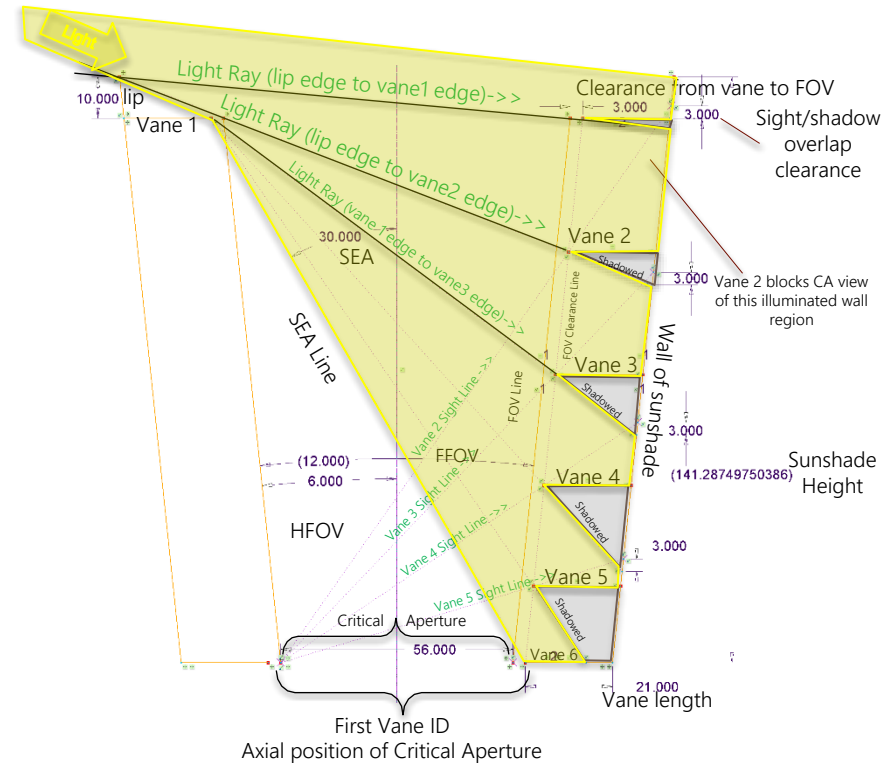 Light
Light Ray (lip edge to vane1 edge)->>
Clearance from vane to FOV
10.000
lip
3.000
3.000
Vane 1
Light Ray (lip edge to vane2 edge)->>
Sight/shadow
overlap
clearance
Light Ray (vane 1 edge to vane3 edge)->>
30.000
SEA
Vane 2
Shadowed
3.000
Vane 2 blocks CA view
of this illuminated wall
region
SEA Line
FOV Clearance Line
FOV Line
Wall of sunshade
1
1
1
1
Vane 3
Shadowed
3.000
Vane 2 Sight Line ->>
(12.000)
FFOV
6.000
(141.28749750386)
Sunshade
Height
Vane 3 Sight Line ->>
Vane 4
Shadowed
HFOV
Vane 4 Sight Line ->>
3.000
Vane 5 Sight Line ->>
Vane 5
Shadowed
Critical Aperture
56.000
Vane 6
21.000
Vane length
First Vane ID
Axial position of Critical Aperture